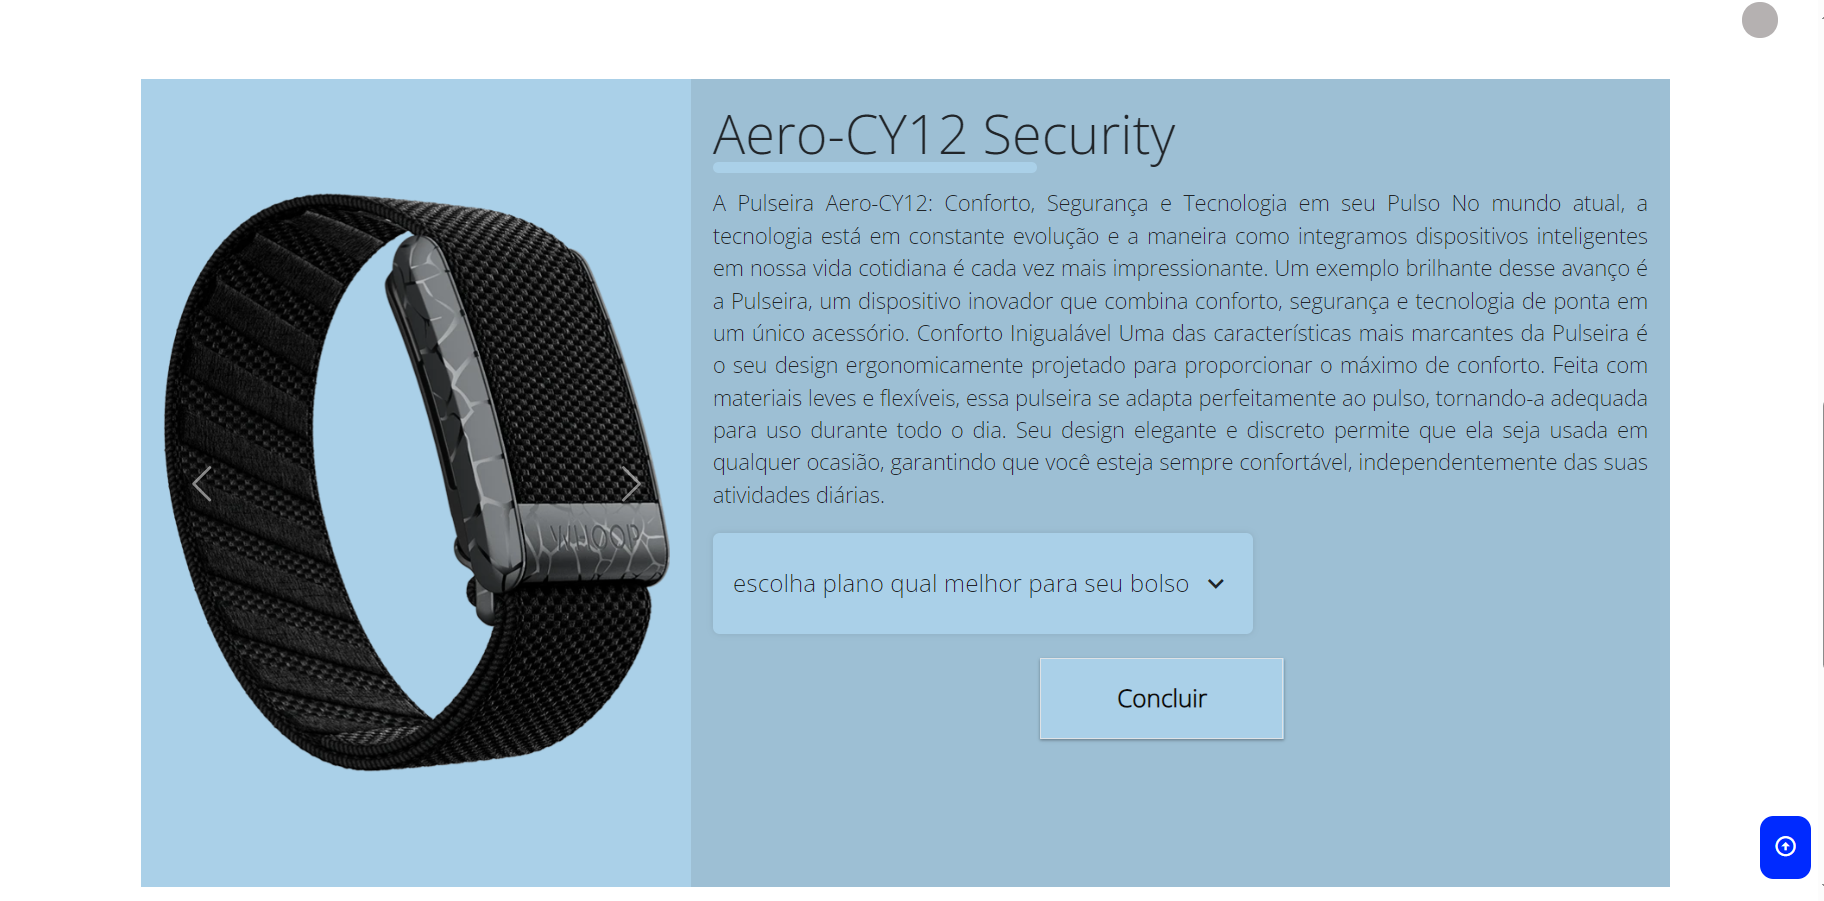 Aero-CY12 Security
A Pulseira Aero-CY12: Conforto, Segurança e Tecnologia em seu Pulso No mundo atual, a
tecnologia está em constante evolução e a maneira como integramos dispositivos inteligentes
em nossa vida cotidiana é cada vez mais impressionante. Um exemplo brilhante desse avanço é
a Pulseira, um dispositivo inovador que combina conforto, segurança e tecnologia de ponta em
um único acessório. Conforto Inigualável Uma das características mais marcantes da Pulseira é
o seu design ergonomicamente projetado para proporcionar o máximo de conforto. Feita com
materiais leves e flexíveis, essa pulseira se adapta perfeitamente ao pulso, tornando-a adequada
para uso durante todo o dia. Seu design elegante e discreto permite que ela seja usada em
qualquer ocasião, garantindo que você esteja sempre confortável, independentemente das suas
atividades diárias.
WHOOP
escolha plano qual melhor para seu bolso
Concluir